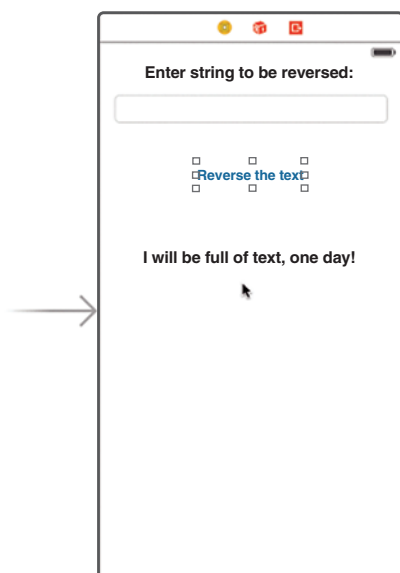 Enter string to be reversed:
Reverse the text
I will be full of text, one day!